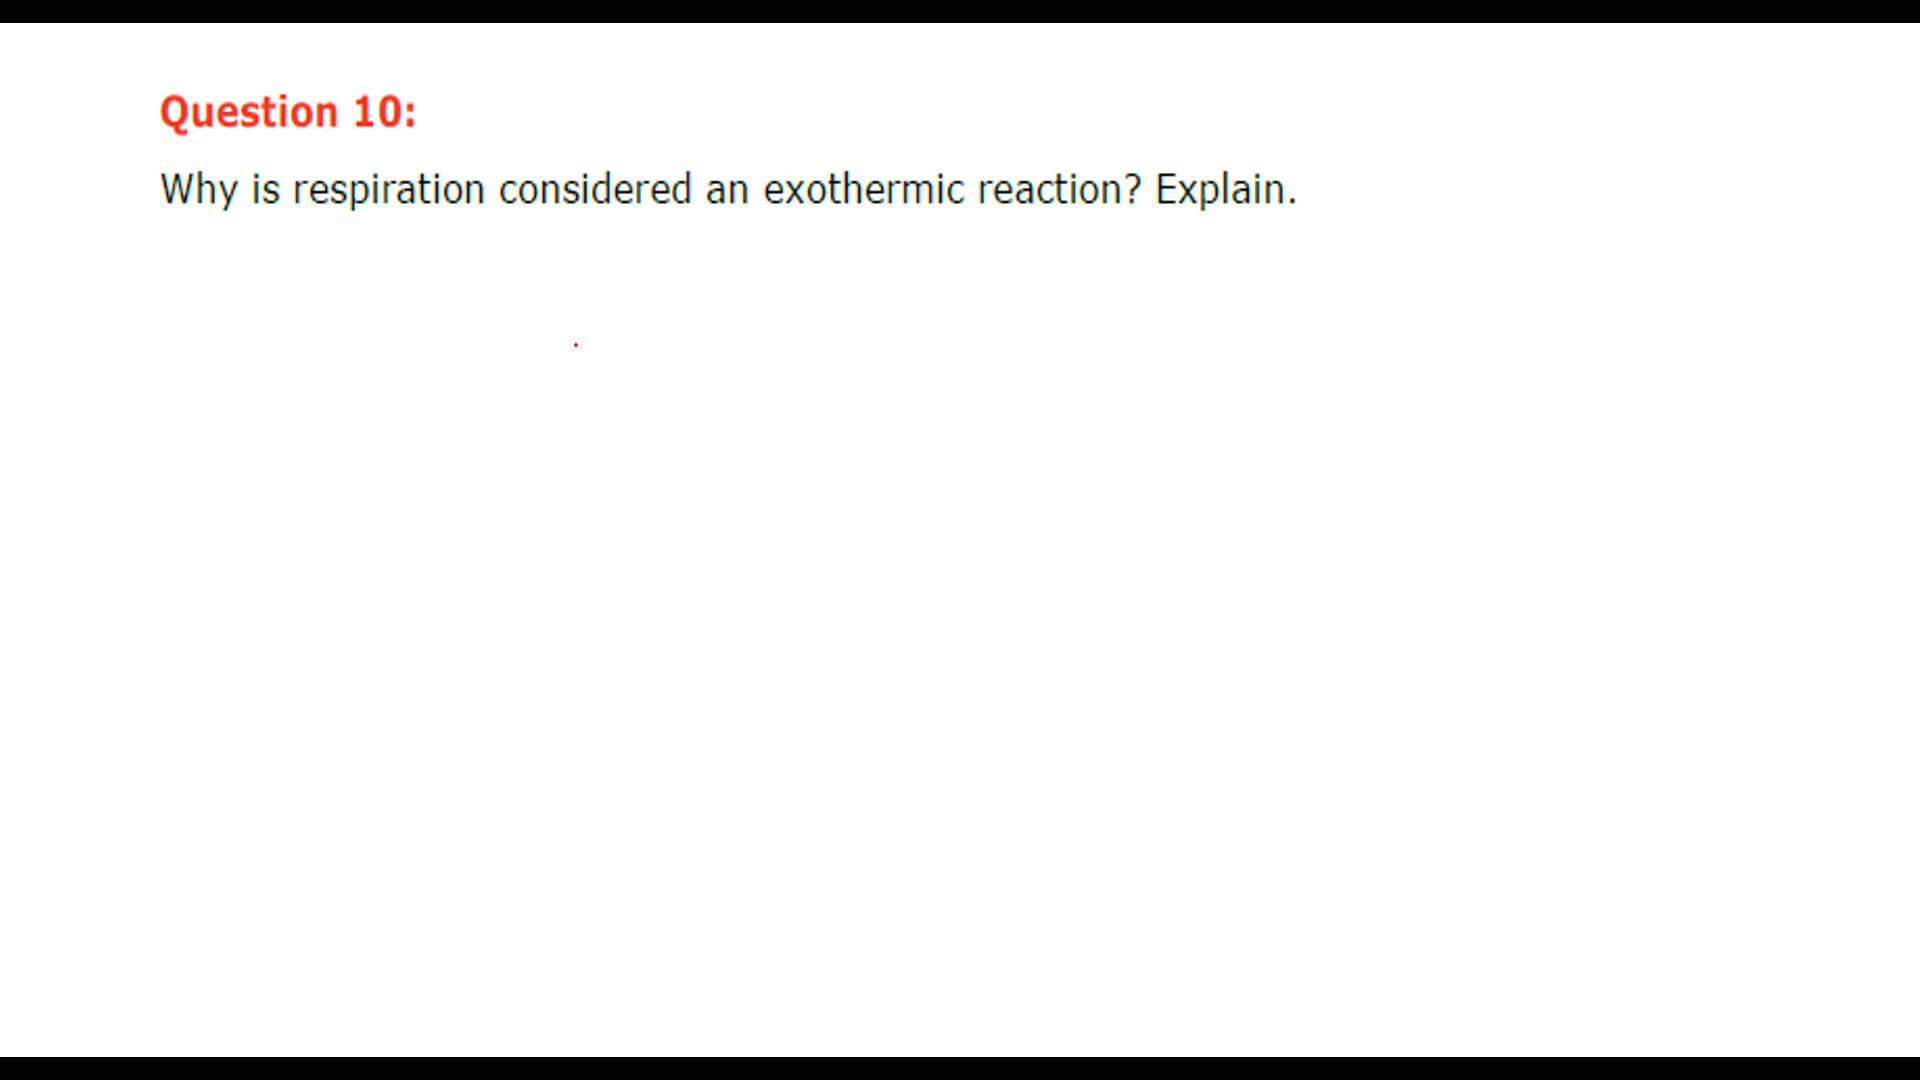 Question 10:
Why is respiration considered an exothermic reaction? Explain.